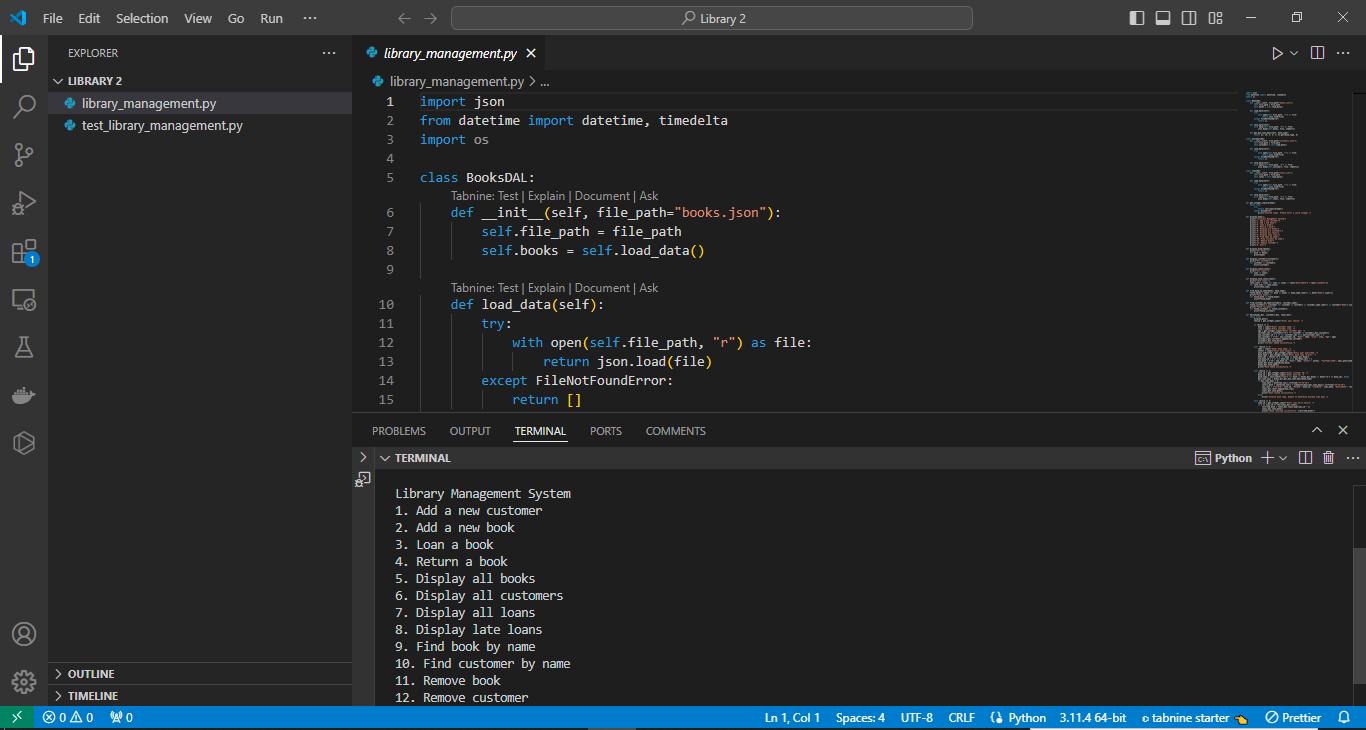 File Edit Selection View Go Run ··· Library 2
EXPLORER ···
LIBRARY 2
library_management.py
test_library_management.py
OUTLINE
TIMELINE
1
library_management.py
library_management.py > ...
1 import json
2 from datetime import datetime, timedelta
3 import os
4
5 class BooksDAL:
Tabnine: Test | Explain | Document | Ask
6 def __init__(self, file_path="books.json"):
7 self.file_path = file_path
8 self.books = self.load_data()
9
Tabnine: Test | Explain | Document | Ask
10 def load_data(self):
11 try:
12 with open(self.file_path, "r") as file:
13 return json.load(file)
14 except FileNotFoundError:
15 return []
PROBLEMS OUTPUT TERMINAL PORTS COMMENTS
TERMINAL Python
Library Management System
1. Add a new customer
2. Add a new book
3. Loan a book
4. Return a book
5. Display all books
6. Display all customers
7. Display all loans
8. Display late loans
9. Find book by name
10. Find customer by name
11. Remove book
12. Remove customer
0 0 0 Ln 1, Col 1 Spaces: 4 UTF-8 CRLF Python 3.11.4 64-bit tabnine starter Prettier